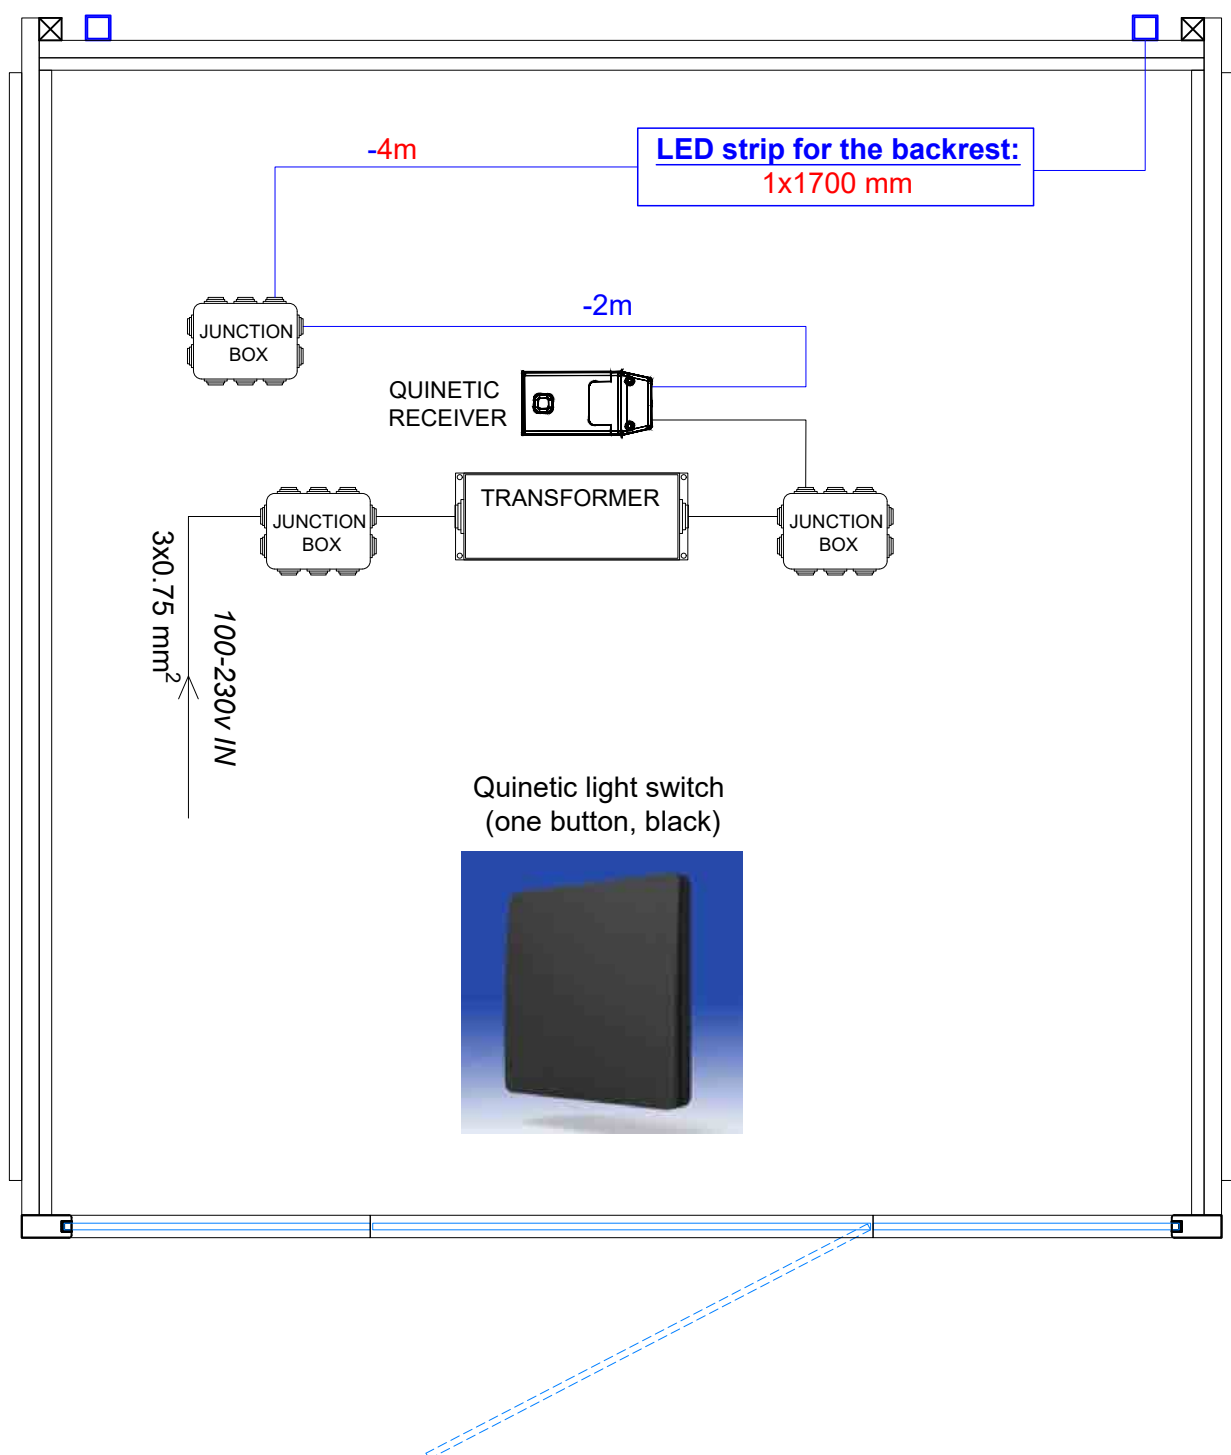 -4m
LED strip for the backrest:
1x1700 mm
-2m
JUNCTION
BOX
QUINETIC
RECEIVER
TRANSFORMER
JUNCTION
BOX
JUNCTION
BOX
3x0.75 mm²
100-230v IN
Quinetic light switch
(one button, black)